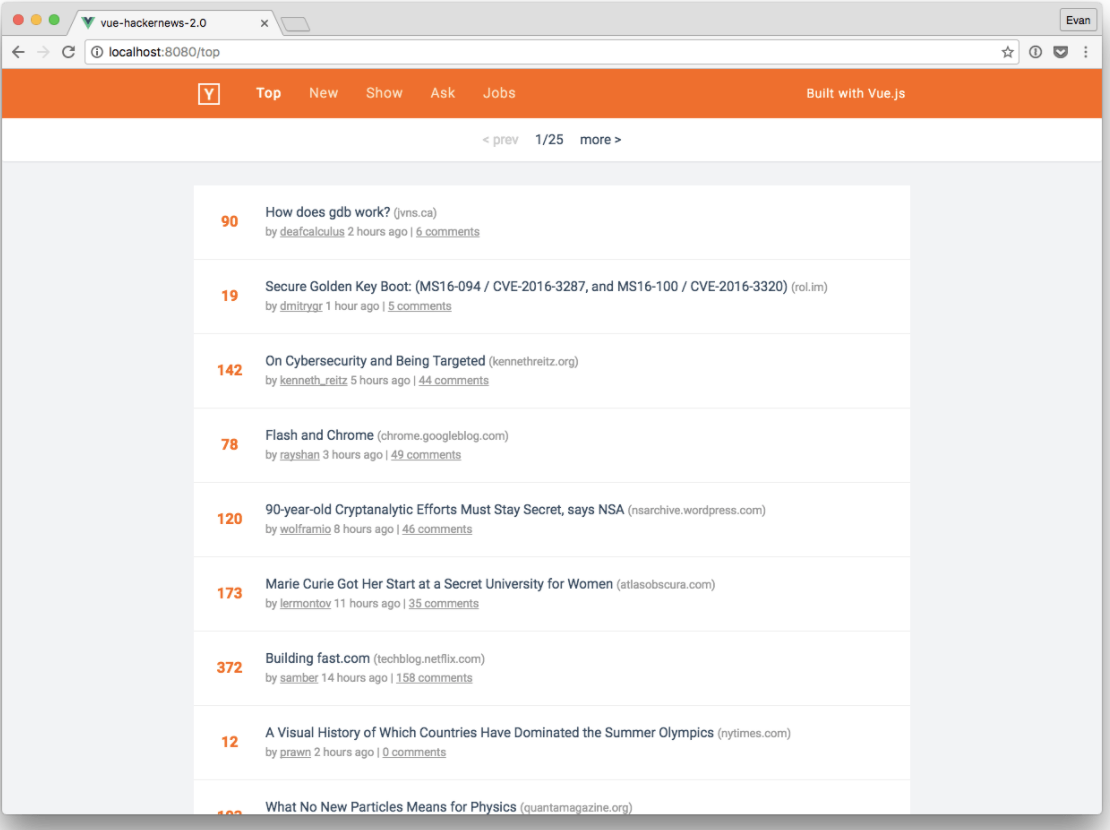 vue-hackernews-2.0
Evan
localhost:8080/top
Y Top New Show Ask Jobs Built with Vue.js
< prev 1/25 more >
90
How does gdb work? (jvns.ca)
by deafcalculus 2 hours ago | 6 comments
19
Secure Golden Key Boot: (MS16-094 / CVE-2016-3287, and MS16-100 / CVE-2016-3320) (rol.im)
by dmitrygr 1 hour ago | 5 comments
142
On Cybersecurity and Being Targeted (kennethreitz.org)
by kenneth_reitz 5 hours ago | 44 comments
78
Flash and Chrome (chrome.googleblog.com)
by rayshan 3 hours ago | 49 comments
120
90-year-old Cryptanalytic Efforts Must Stay Secret, says NSA (nsarchive.wordpress.com)
by wolframio 8 hours ago | 46 comments
173
Marie Curie Got Her Start at a Secret University for Women (atlasobscura.com)
by lermontov 11 hours ago | 35 comments
372
Building fast.com (techblog.netflix.com)
by samber 14 hours ago | 158 comments
12
A Visual History of Which Countries Have Dominated the Summer Olympics (nytimes.com)
by prawn 2 hours ago | 0 comments
What No New Particles Means for Physics (quantamagazine.org)